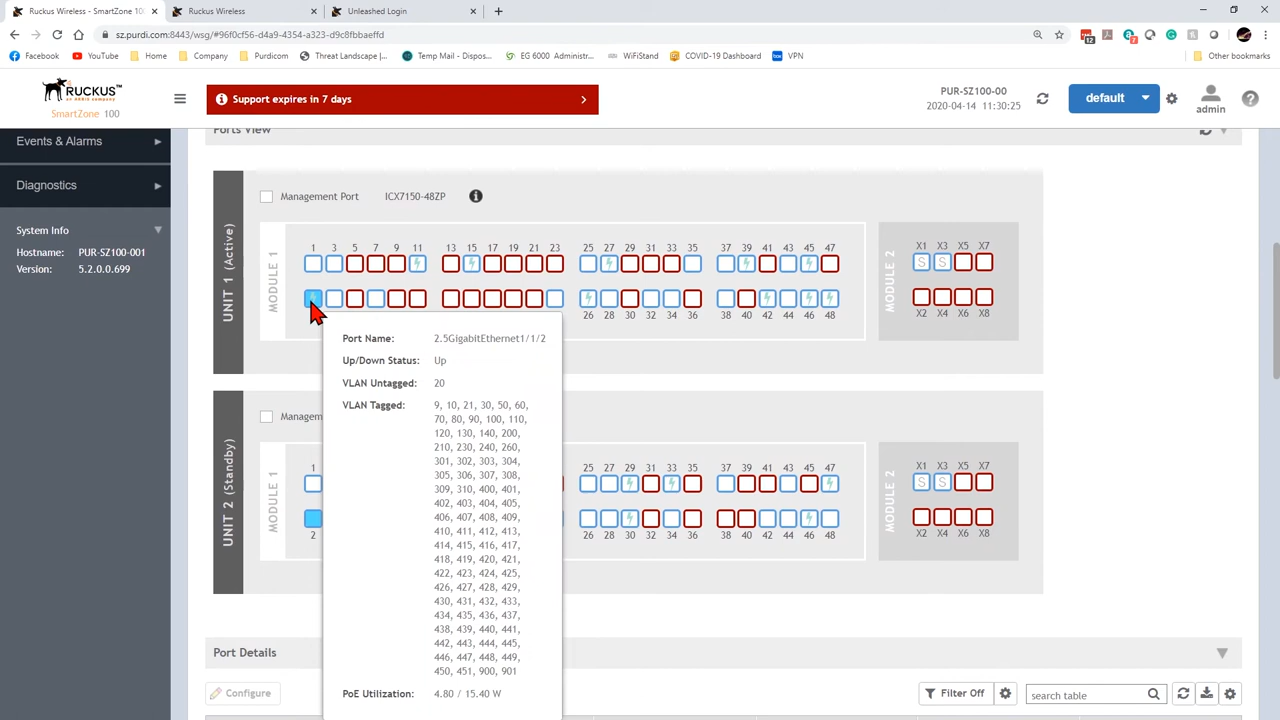 Ruckus Wireless - SmartZone 100 ×
Ruckus Wireless ×
Unleashed Login ×
sz.purdi.com:8443/wsg/#96f0cf56-d4a9-4354-a323-d9c8fbbaeffd
12
7
Facebook YouTube Home Company Purdicom Threat Landscape |... Temp Mail - Dispos... EG 6000 Administr... WiFiStand COVID-19 Dashboard box VPN Other bookmarks
RUCKUS™
an ARRIS company
SmartZone 100
Support expires in 7 days
PUR-SZ100-00
2020-04-14 11:30:25
default
admin
Events & Alarms
Diagnostics
System Info
Hostname: PUR-SZ100-001
Version: 5.2.0.0.699
Ports View
UNIT 1 (Active)
Management Port ICX7150-48ZP
MODULE 1
1 3 5 7 9 11 13 15 17 19 21 23 25 27 29 31 33 35 37 39 41 43 45 47
26 28 30 32 34 36 38 40 42 44 46 48
MODULE 2
X1 X3 X5 X7
S S
X2 X4 X6 X8
Port Name: 2.5GigabitEthernet1/1/2
Up/Down Status: Up
VLAN Untagged: 20
VLAN Tagged: 9, 10, 21, 30, 50, 60,
70, 80, 90, 100, 110,
120, 130, 140, 200,
210, 230, 240, 260,
301, 302, 303, 304,
305, 306, 307, 308,
309, 310, 400, 401,
402, 403, 404, 405,
406, 407, 408, 409,
410, 411, 412, 413,
414, 415, 416, 417,
418, 419, 420, 421,
422, 423, 424, 425,
426, 427, 428, 429,
430, 431, 432, 433,
434, 435, 436, 437,
438, 439, 440, 441,
442, 443, 444, 445,
446, 447, 448, 449,
450, 451, 900, 901
PoE Utilization: 4.80 / 15.40 W
UNIT 2 (Standby)
Managem
MODULE 1
1 25 27 29 31 33 35 37 39 41 43 45 47
2 26 28 30 32 34 36 38 40 42 44 46 48
MODULE 2
X1 X3 X5 X7
S S
X2 X4 X6 X8
Port Details
Configure
Filter Off
search table